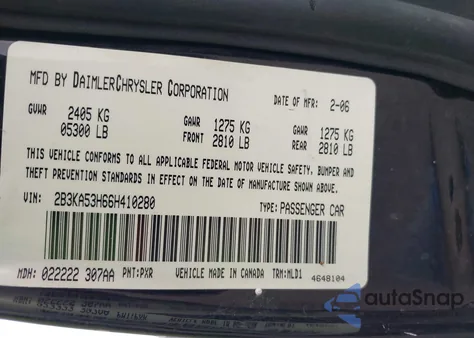 MFD BY DAIMLERCHRYSLER CORPORATION
DATE OF MFR: 2-06
GVWR 2405 KG 05300 LB
GAWR FRONT 1275 KG 2810 LB
GAWR REAR 1275 KG 2810 LB
THIS VEHICLE CONFORMS TO ALL APPLICABLE FEDERAL MOTOR VEHICLE SAFETY, BUMPER AND
THEFT PREVENTION STANDARDS IN EFFECT ON THE DATE OF MANUFACTURE SHOWN ABOVE.
VIN: 2B3KA53H66H410280
TYPE: PASSENGER CAR
MDH: 022222 307AA PNT: PXR VEHICLE MADE IN CANADA TRM: MLD1
4648104
autoSnap